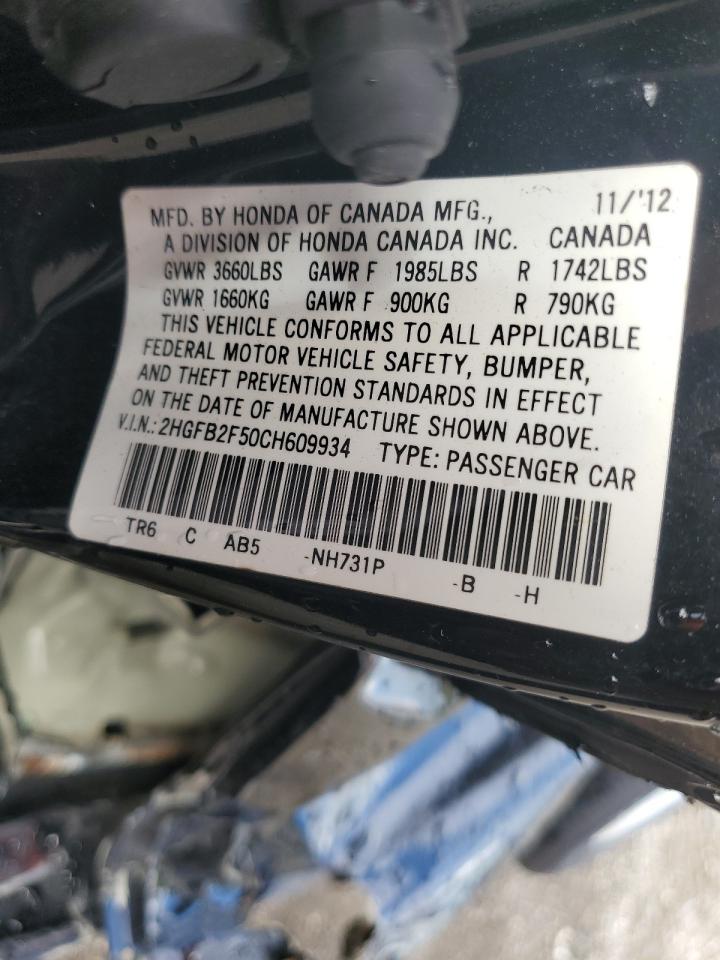 MFD. BY HONDA OF CANADA MFG., 11/'12
A DIVISION OF HONDA CANADA INC. CANADA
GVWR 3660LBS GAWR F 1985LBS R 1742LBS
GVWR 1660KG GAWR F 900KG R 790KG
THIS VEHICLE CONFORMS TO ALL APPLICABLE
FEDERAL MOTOR VEHICLE SAFETY, BUMPER,
AND THEFT PREVENTION STANDARDS IN EFFECT
ON THE DATE OF MANUFACTURE SHOWN ABOVE.
V.I.N.: 2HGFB2F50CH609934 TYPE: PASSENGER CAR
TR6 C AB5 -NH731P -B -H